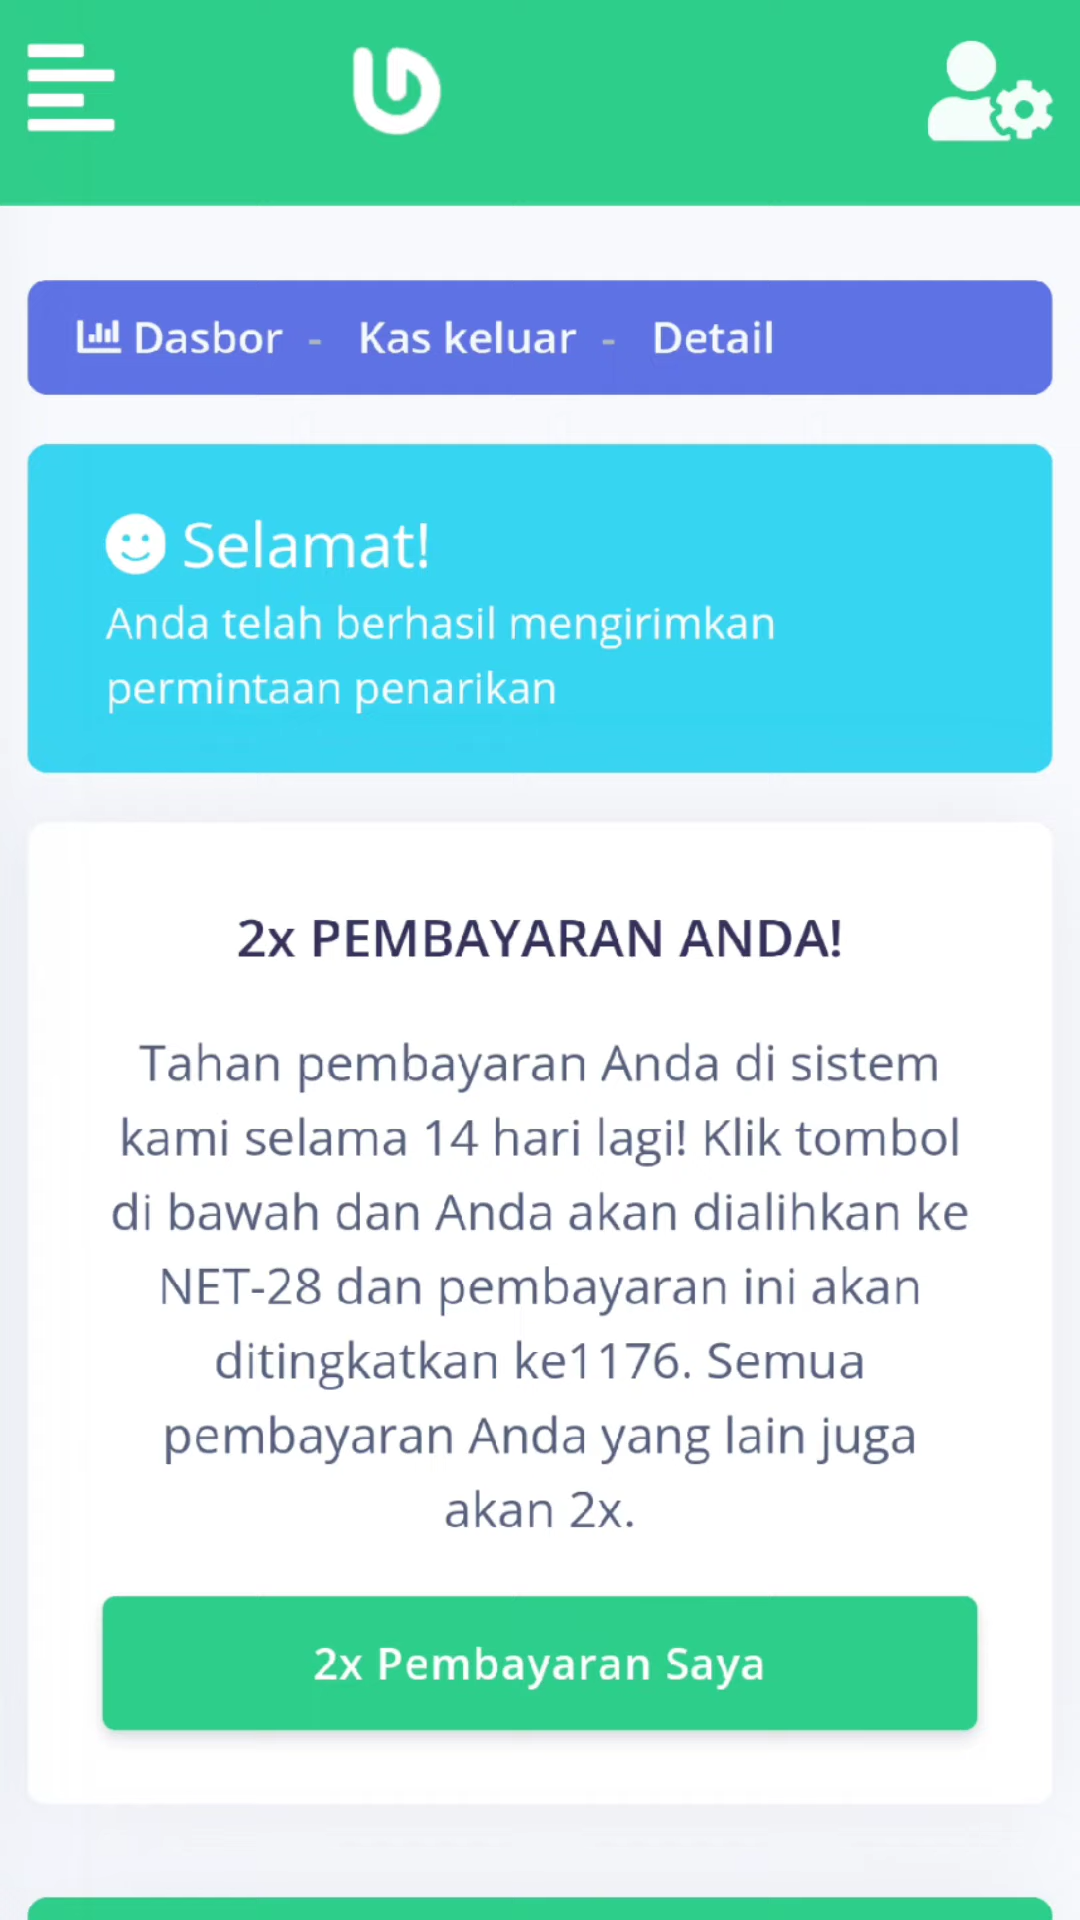 Dasbor - Kas keluar - Detail
Selamat!
Anda telah berhasil mengirimkan
permintaan penarikan
2x PEMBAYARAN ANDA!
Tahan pembayaran Anda di sistem
kami selama 14 hari lagi! Klik tombol
di bawah dan Anda akan dialihkan ke
NET-28 dan pembayaran ini akan
ditingkatkan ke1176. Semua
pembayaran Anda yang lain juga
akan 2x.
2x Pembayaran Saya